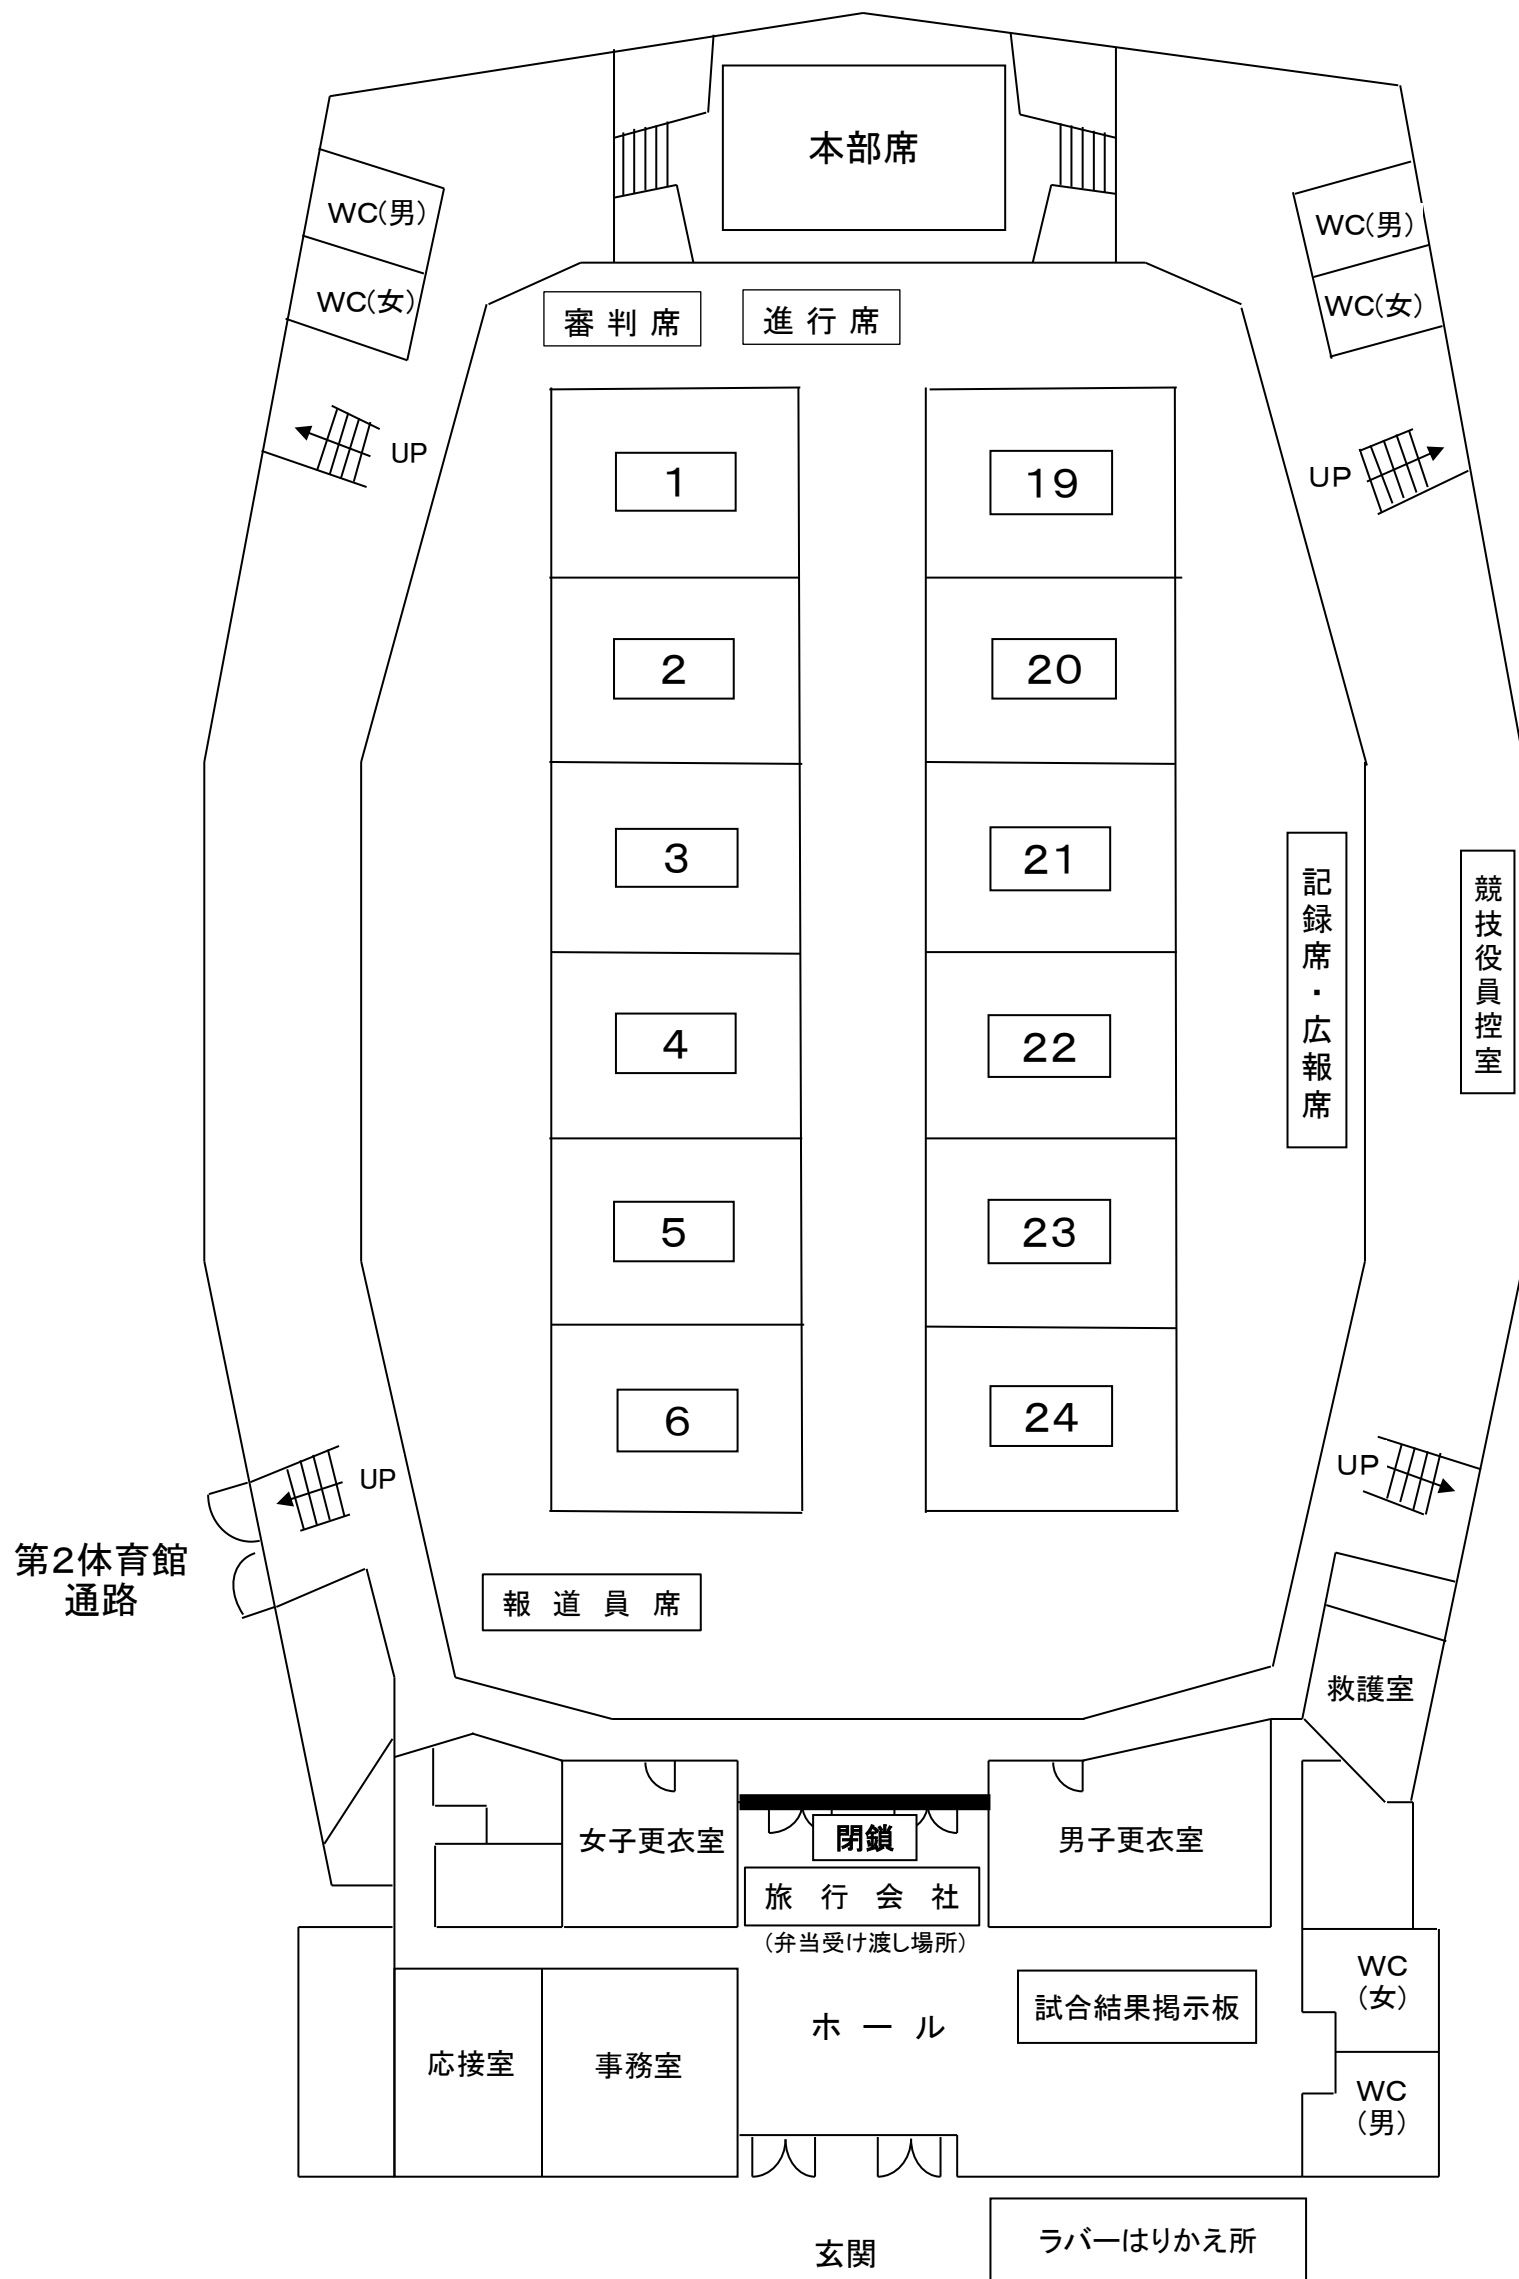 本部席
WC(男)
WC(男)
WC(女)
WC(女)
審判席
進行席
UP
UP
1
19
2
20
3
21
記録席・広報席
競技役員控室
4
22
5
23
6
24
UP
UP
第2体育館
通路
報道員席
救護室
女子更衣室
閉鎖
男子更衣室
旅行会社
(弁当受け渡し場所)
WC
(女)
試合結果掲示板
ホール
応接室
事務室
WC
(男)
玄関
ラバーはりかえ所